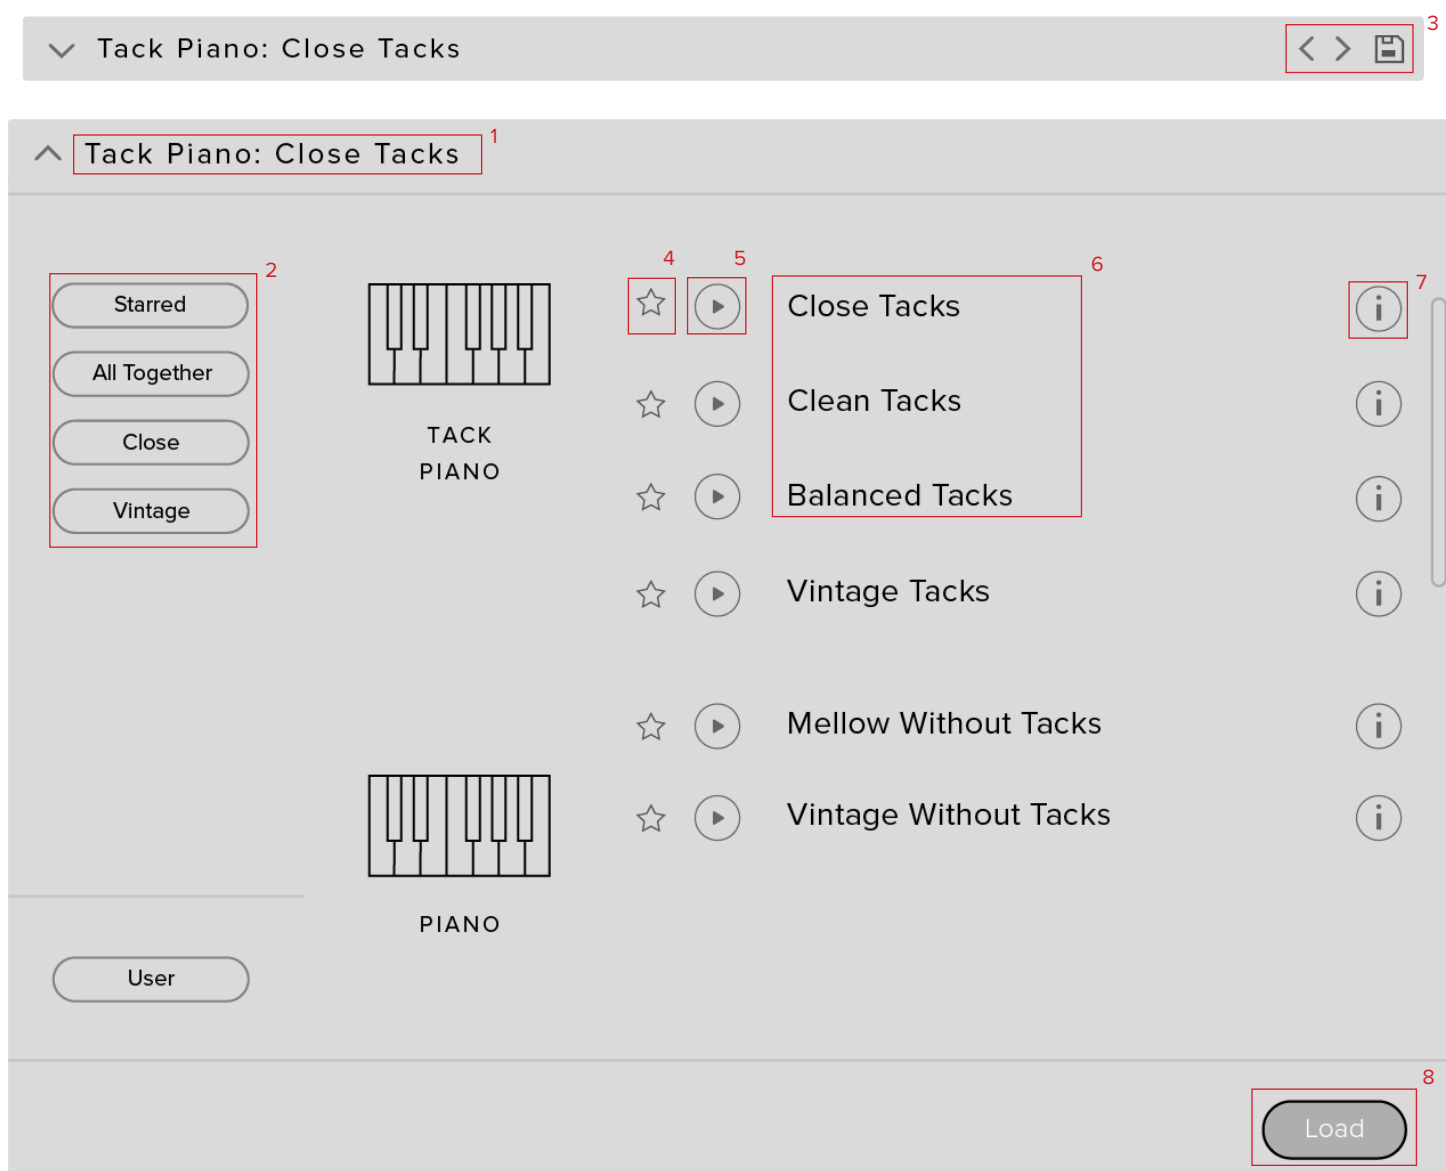 3
Tack Piano: Close Tacks
1
Tack Piano: Close Tacks
2
4
5
6
7
Starred
All Together
Close
Vintage
TACK
PIANO
Close Tacks
Clean Tacks
Balanced Tacks
Vintage Tacks
Mellow Without Tacks
Vintage Without Tacks
PIANO
User
8
Load